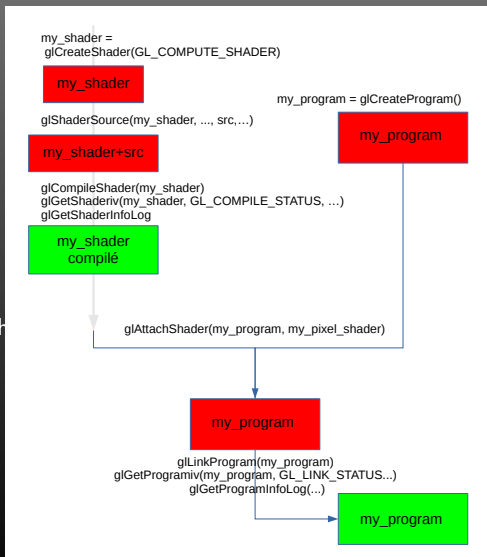 my_shader =
glCreateShader(GL_COMPUTE_SHADER)
my_shader
glShaderSource(my_shader, ..., src,...)
my_shader+src
glCompileShader(my_shader)
glGetShaderiv(my_shader, GL_COMPILE_STATUS, ...)
glGetShaderInfoLog
my_shader
compilé
my_program = glCreateProgram()
my_program
glAttachShader(my_program, my_pixel_shader)
my_program
glLinkProgram(my_program)
glGetProgramiv(my_program, GL_LINK_STATUS...)
glGetProgramInfoLog(...)
my_program